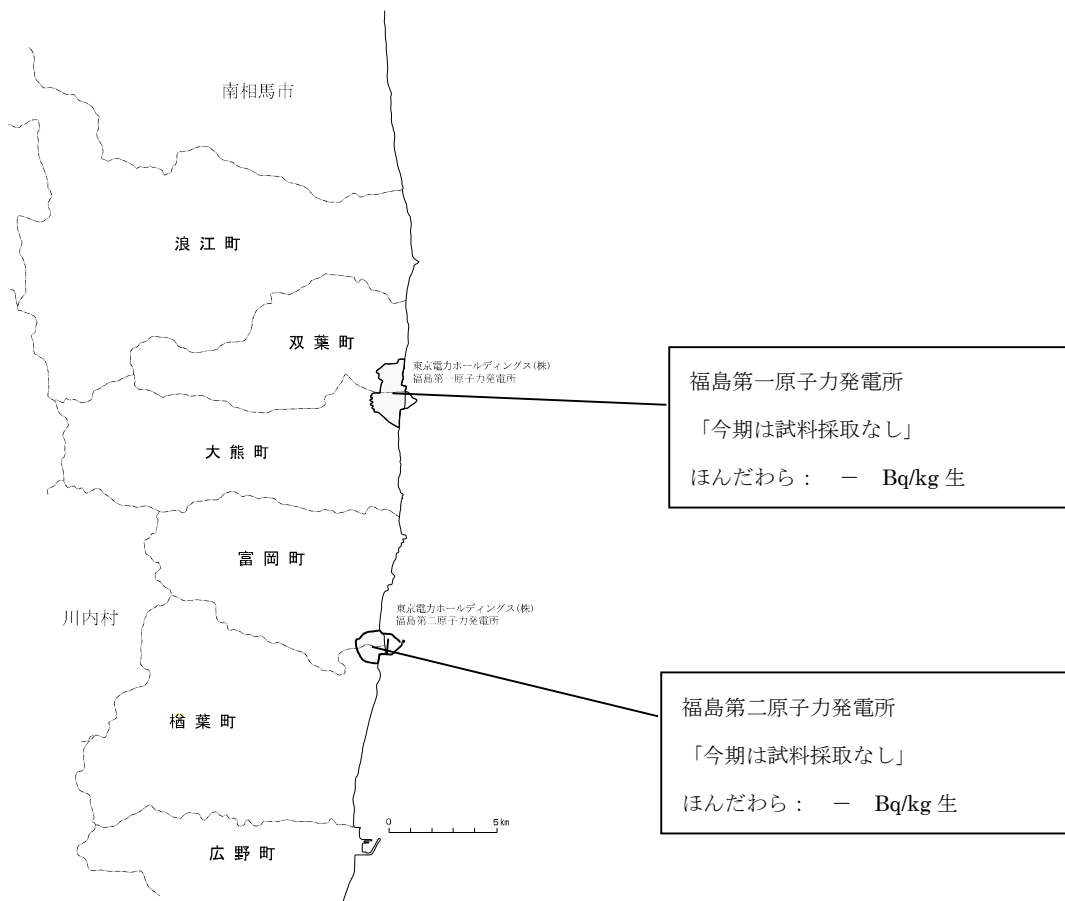 南相馬市
浪江町
双葉町
東京電力ホールディングス(株)
福島第一原子力発電所
福島第一原子力発電所
「今期は試料採取なし」
ほんだわら： － Bq/kg 生
大熊町
富岡町
川内村
東京電力ホールディングス(株)
福島第二原子力発電所
福島第二原子力発電所
「今期は試料採取なし」
ほんだわら： － Bq/kg 生
楢葉町
0 5km
広野町